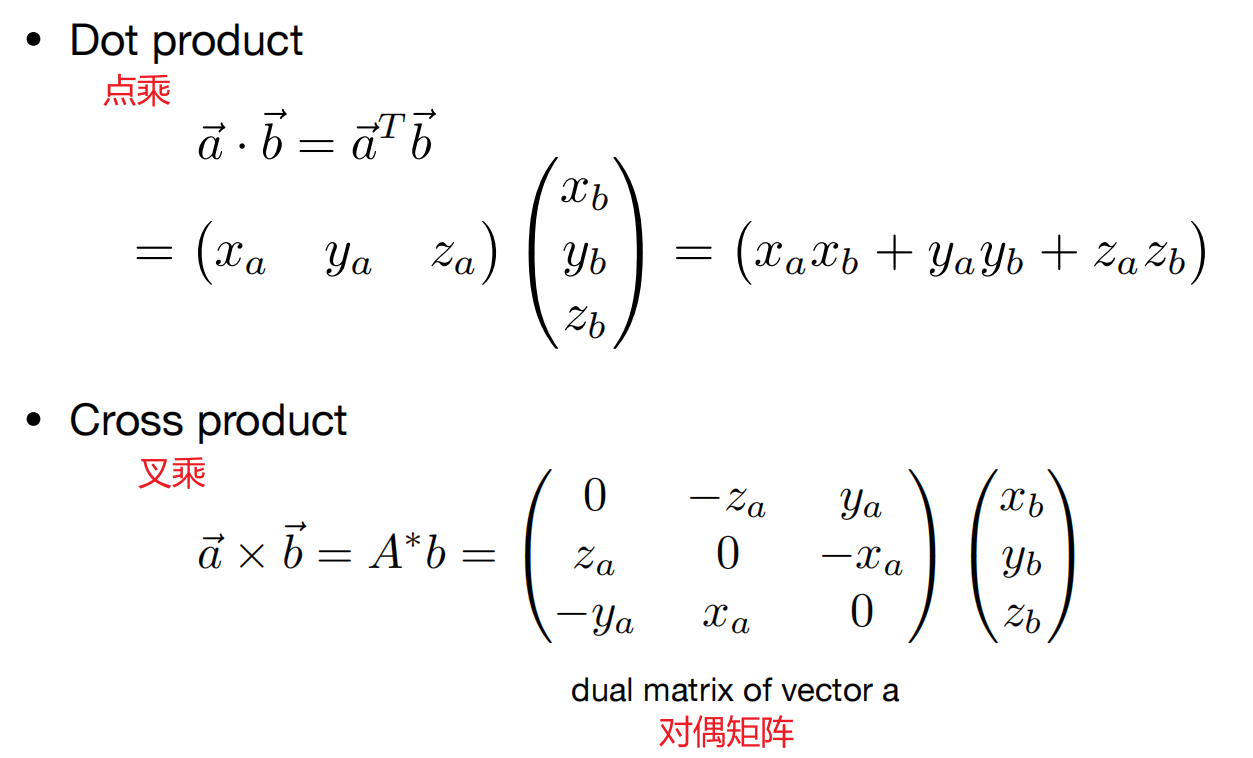 • Dot product
点乘
$\vec{a} \cdot \vec{b} = \vec{a}^T \vec{b}$
$= \begin{pmatrix} x_a & y_a & z_a \end{pmatrix} \begin{pmatrix} x_b \\ y_b \\ z_b \end{pmatrix} = \begin{pmatrix} x_a x_b + y_a y_b + z_a z_b \end{pmatrix}$
• Cross product
叉乘
$\vec{a} \times \vec{b} = A^* b = \begin{pmatrix} 0 & -z_a & y_a \\ z_a & 0 & -x_a \\ -y_a & x_a & 0 \end{pmatrix} \begin{pmatrix} x_b \\ y_b \\ z_b \end{pmatrix}$
dual matrix of vector a
对偶矩阵